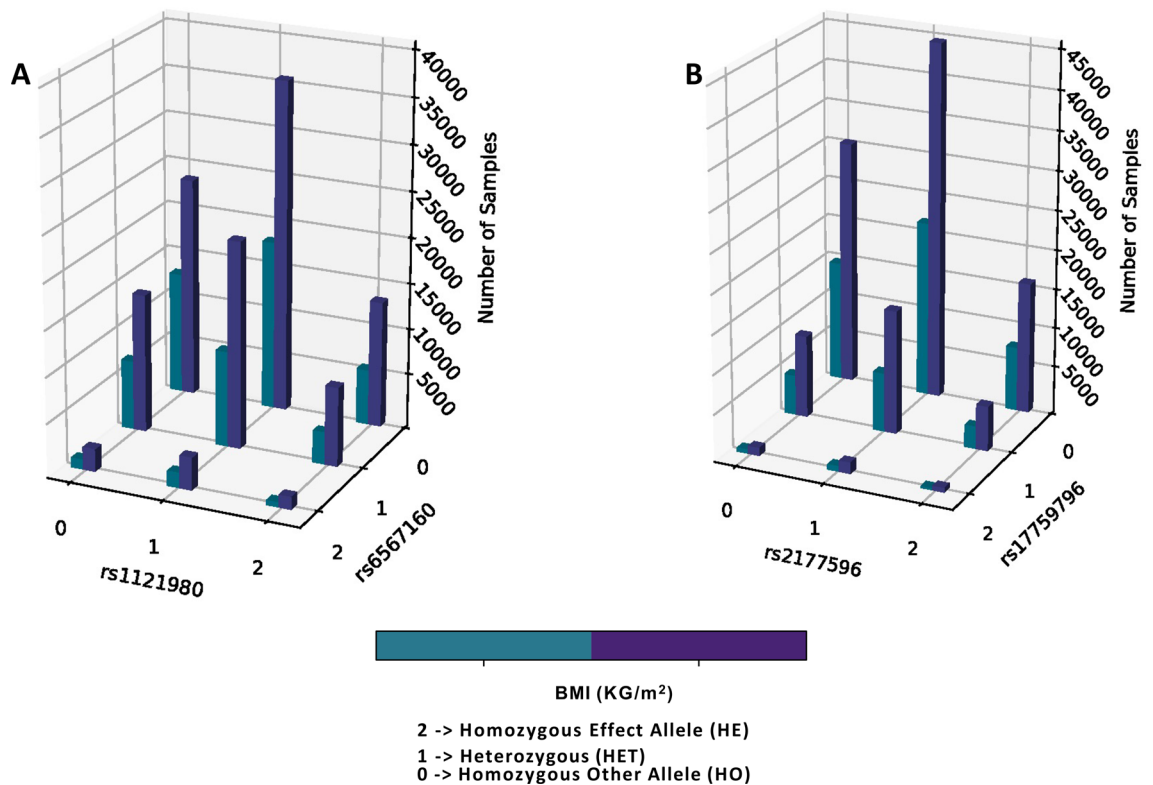 A
40000
35000
30000
25000
20000
15000
10000
5000
Number of Samples
0
1
2
rs1121980
0
1
2
rs6567160
B
45000
40000
35000
30000
25000
20000
15000
10000
5000
Number of Samples
0
1
2
rs2177596
0
1
2
rs17759796
BMI (KG/m²)
2 -> Homozygous Effect Allele (HE)
1 -> Heterozygous (HET)
0 -> Homozygous Other Allele (HO)